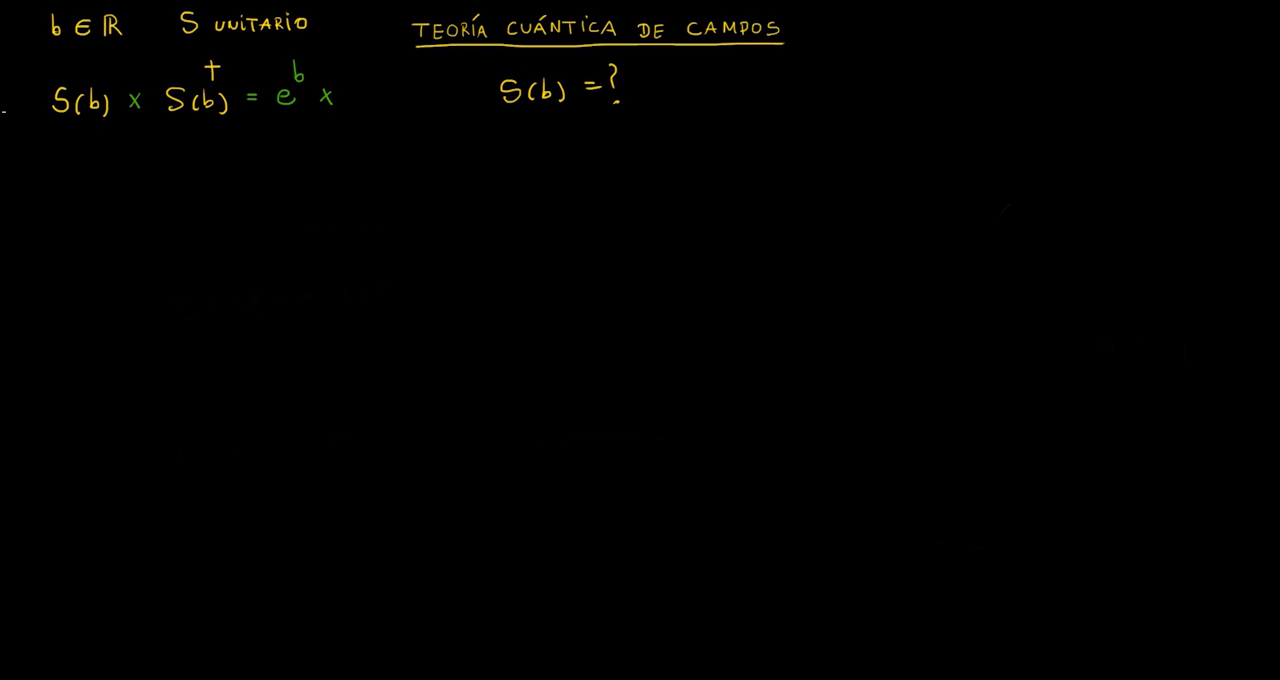 b ∈ ℝ S UNITARIO
TEORÍA CUÁNTICA DE CAMPOS
S(b) x S(b)† = e^b x
S(b) = ?